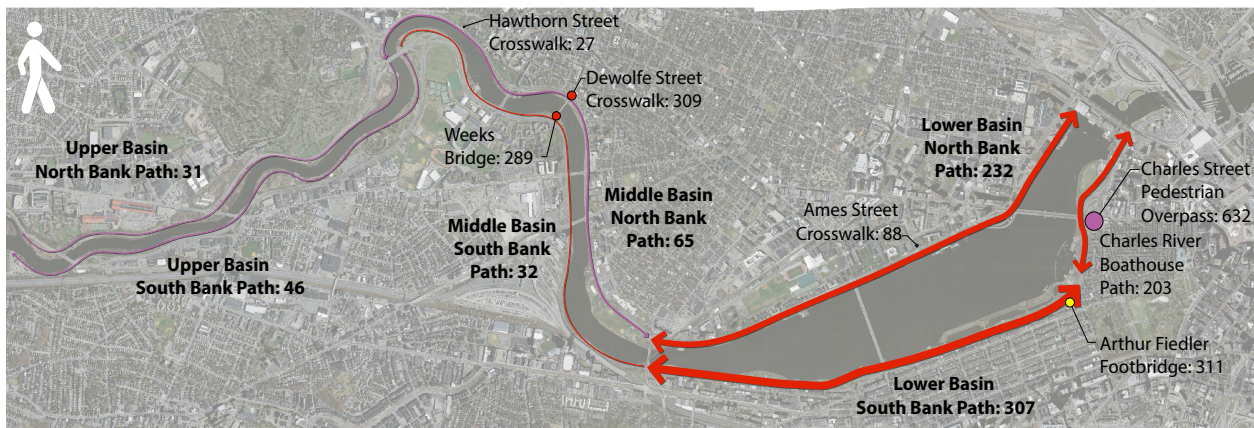 Hawthorn Street
Crosswalk: 27
Dewolfe Street
Crosswalk: 309
Weeks
Bridge: 289
Upper Basin
North Bank Path: 31
Upper Basin
South Bank Path: 46
Middle Basin
South Bank
Path: 32
Middle Basin
North Bank
Path: 65
Lower Basin
North Bank
Path: 232
Ames Street
Crosswalk: 88
Charles Street
Pedestrian
Overpass: 632
Charles River
Boathouse
Path: 203
Arthur Fiedler
Footbridge: 311
Lower Basin
South Bank Path: 307